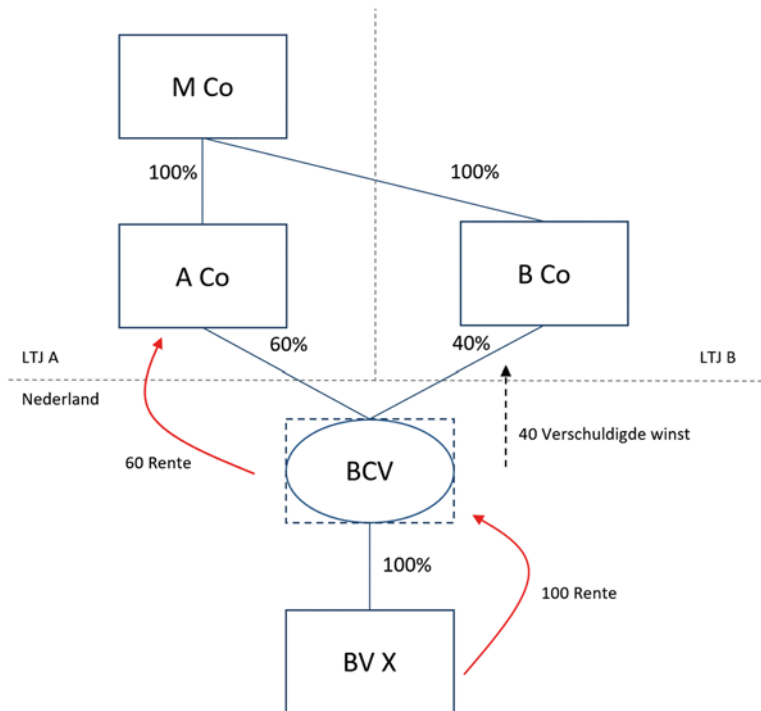 M Co
100%
100%
A Co
B Co
60%
40%
LTJ A
LTJ B
Nederland
40 Verschuldigde winst
60 Rente
BCV
100%
100 Rente
BV X